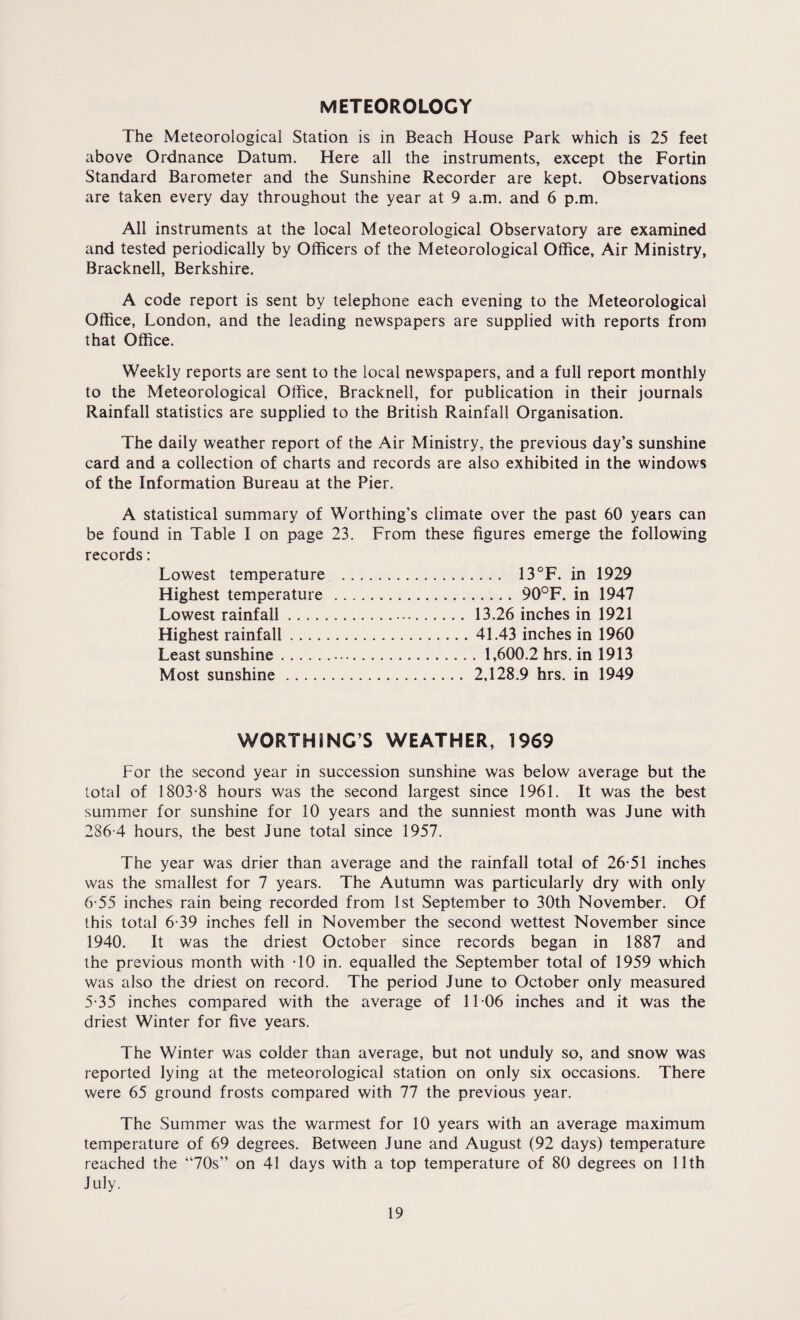 METEOROLOGY
The Meteorological Station is in Beach House Park which is 25 feet
above Ordnance Datum. Here all the instruments, except the Fortin
Standard Barometer and the Sunshine Recorder are kept. Observations
are taken every day throughout the year at 9 a.m. and 6 p.m.
All instruments at the local Meteorological Observatory are examined
and tested periodically by Officers of the Meteorological Office, Air Ministry,
Bracknell, Berkshire.
A code report is sent by telephone each evening to the Meteorological
Office, London, and the leading newspapers are supplied with reports from
that Office.
Weekly reports are sent to the local newspapers, and a full report monthly
to the Meteorological Office, Bracknell, for publication in their journals
Rainfall statistics are supplied to the British Rainfall Organisation.
The daily weather report of the Air Ministry, the previous day's sunshine
card and a collection of charts and records are also exhibited in the windows
of the Information Bureau at the Pier.
A statistical summary of Worthing's climate over the past 60 years can
be found in Table I on page 23. From these figures emerge the following
records:
Lowest temperature .................... 13°F. in 1929
Highest temperature .................... 90°F. in 1947
Lowest rainfall .................... 13.26 inches in 1921
Highest rainfall .................... 41.43 inches in 1960
Least sunshine .................... 1,600.2 hrs. in 1913
Most sunshine .................... 2,128.9 hrs. in 1949
WORTHING'S WEATHER, 1969
For the second year in succession sunshine was below average but the
total of 1803·8 hours was the second largest since 1961. It was the best
summer for sunshine for 10 years and the sunniest month was June with
286·4 hours, the best June total since 1957.
The year was drier than average and the rainfall total of 26·51 inches
was the smallest for 7 years. The Autumn was particularly dry with only
6·55 inches rain being recorded from 1st September to 30th November. Of
this total 6·39 inches fell in November the second wettest November since
1940. It was the driest October since records began in 1887 and
the previous month with ·10 in. equalled the September total of 1959 which
was also the driest on record. The period June to October only measured
5·35 inches compared with the average of 11·06 inches and it was the
driest Winter for five years.
The Winter was colder than average, but not unduly so, and snow was
reported lying at the meteorological station on only six occasions. There
were 65 ground frosts compared with 77 the previous year.
The Summer was the warmest for 10 years with an average maximum
temperature of 69 degrees. Between June and August (92 days) temperature
reached the "70s" on 41 days with a top temperature of 80 degrees on 11th
July.
19